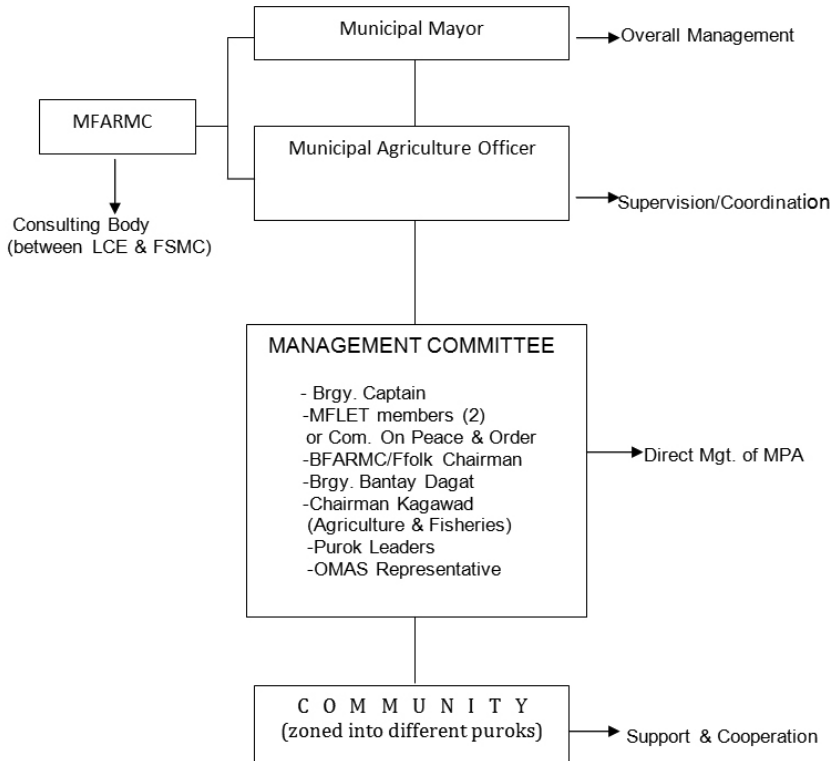 Municipal Mayor
Overall Management
MFARMC
Municipal Agriculture Officer
Supervision/Coordination
Consulting Body
(between LCE & FSMC)
MANAGEMENT COMMITTEE
- Brgy. Captain
-MFLET members (2)
or Com. On Peace & Order
-BFARMC/Ffolk Chairman
-Brgy. Bantay Dagat
-Chairman Kagawad
(Agriculture & Fisheries)
-Purok Leaders
-OMAS Representative
Direct Mgt. of MPA
C O M M U N I T Y
(zoned into different puroks)
Support & Cooperation